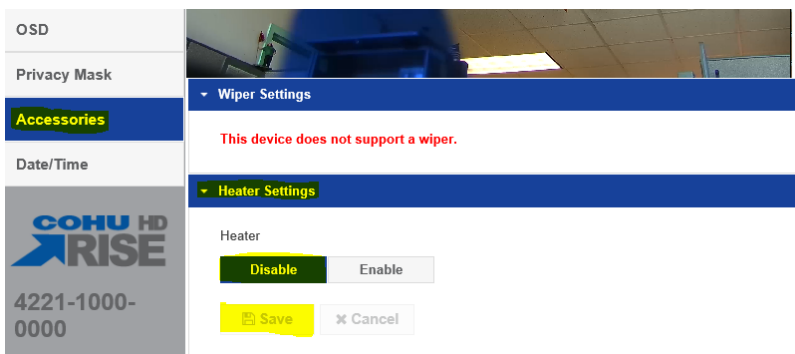 OSD
Privacy Mask
Accessories
Date/Time
COHU HD
RISE
4221-1000-
0000
Wiper Settings
This device does not support a wiper.
Heater Settings
Heater
Disable Enable
Save Cancel